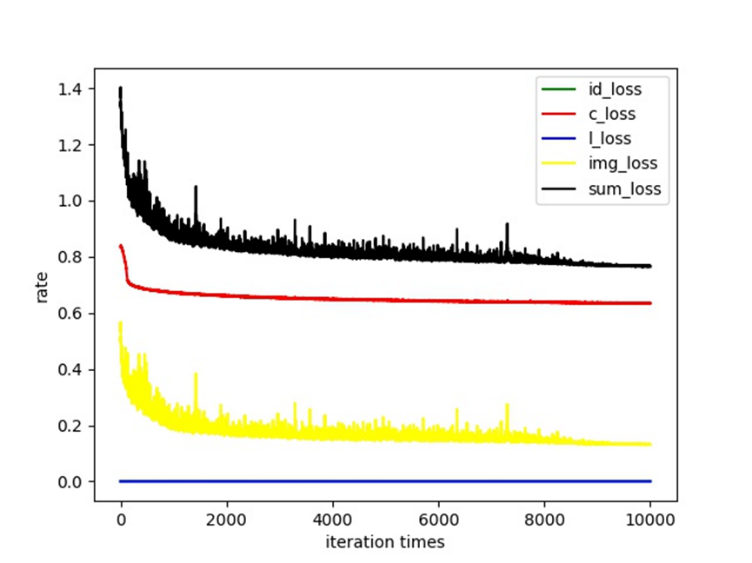 1.4
1.2
1.0
0.8
0.6
0.4
0.2
0.0
rate
id_loss
c_loss
l_loss
img_loss
sum_loss
0 2000 4000 6000 8000 10000
iteration times